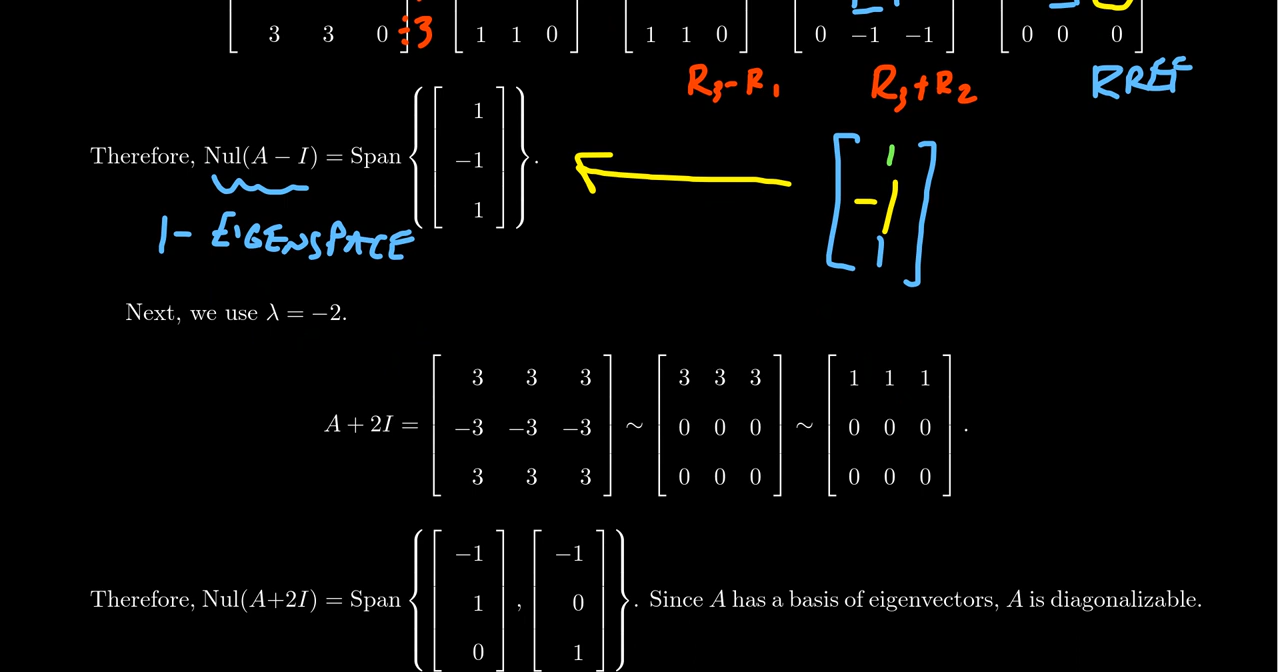 3 3 0 ÷3 1 1 0 1 1 0 0 −1 −1 0 0 0
R₃ − R₁ R₃ + R₂ RREF
Therefore, Nul(A − I) = Span { [ 1 −1 1 ] } . [ 1 −1 1 ]
1 - EIGENSPACE
Next, we use λ = −2.
A + 2I = [ 3 3 3
−3 −3 −3
3 3 3 ] ∼ [ 3 3 3
0 0 0
0 0 0 ] ∼ [ 1 1 1
0 0 0
0 0 0 ] .
Therefore, Nul(A+2I) = Span { [ −1 1 0 ] , [ −1 0 1 ] } . Since A has a basis of eigenvectors, A is diagonalizable.